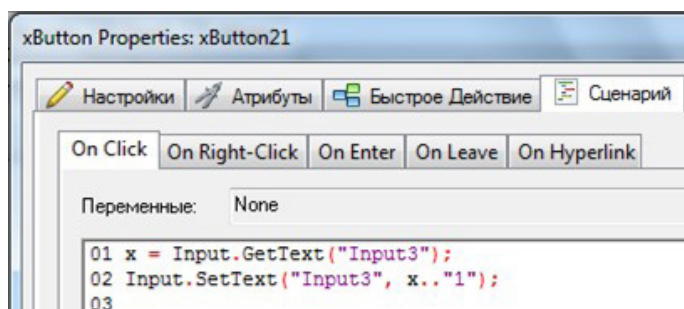 xButton Properties: xButton21
Настройки Атрибуты Быстрое Действие Сценарий
On Click On Right-Click On Enter On Leave On Hyperlink
Переменные: None
01 x = Input.GetText("Input3");
02 Input.SetText("Input3", x.."1");
03